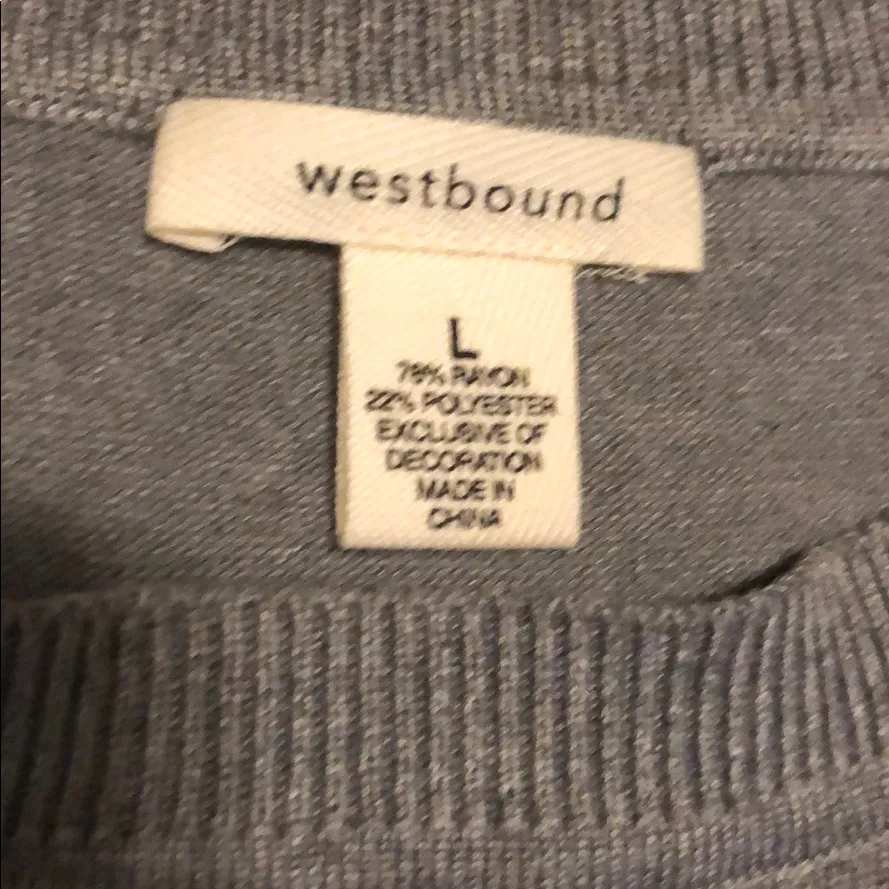 westbound
L
78% RAYON
22% POLYESTER
EXCLUSIVE OF
DECORATION
MADE IN
CHINA